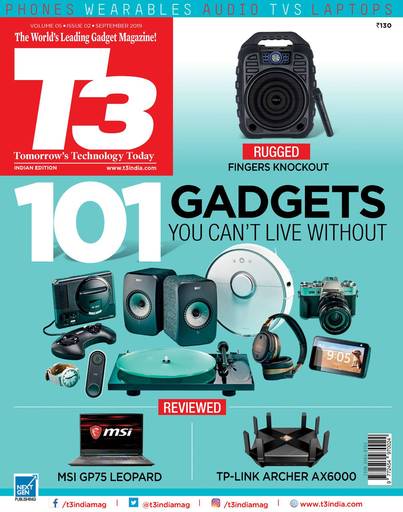 PHONES WEARABLES AUDIO TVS LAPTOPS
VOLUME 05 • ISSUE 02 • SEPTEMBER 2019
₹130
The World's Leading Gadget Magazine!
T3
Tomorrow's Technology Today
INDIAN EDITION www.t3india.com
RUGGED
FINGERS KNOCKOUT
101 GADGETS
YOU CAN'T LIVE WITHOUT
9:05
REVIEWED
msi
MSI GP75 LEOPARD
TP-LINK ARCHER AX6000
NEXT GEN
PUBLISHING
f /t3indiamag
@t3indiamag
/t3indiamag
www.t3india.com